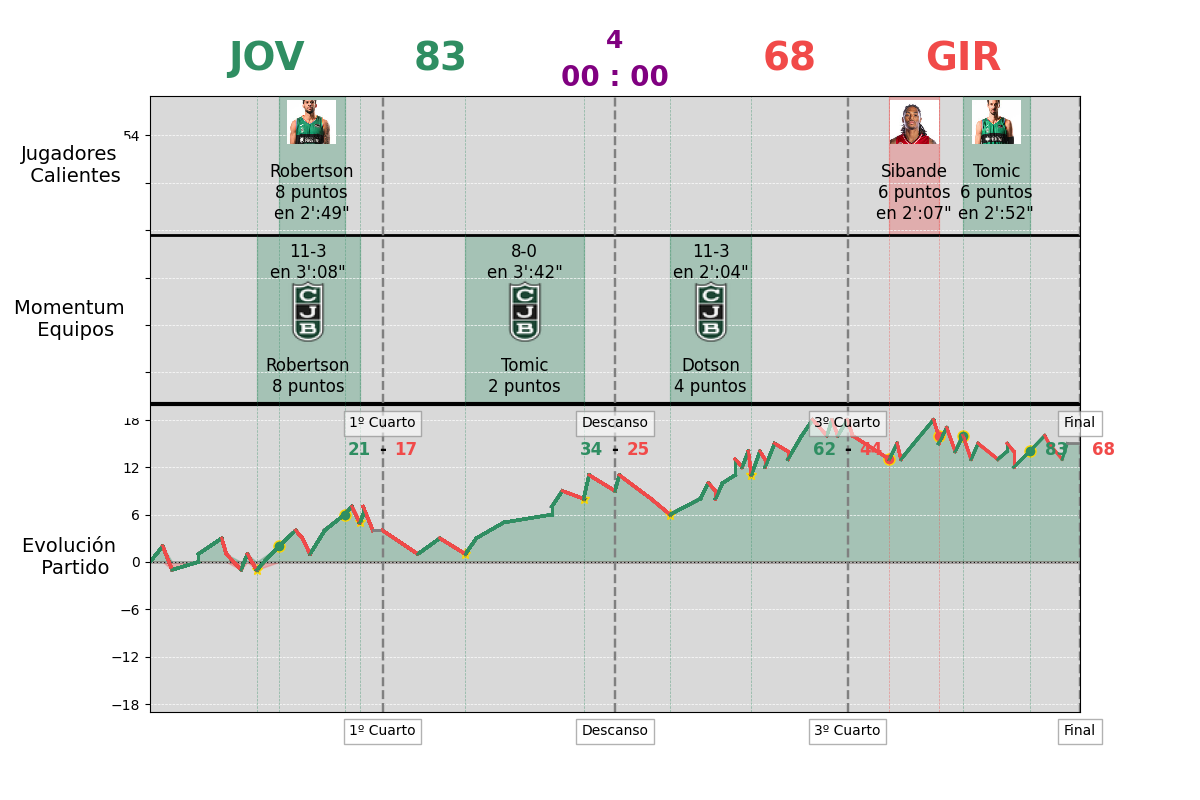 JOV 83 4 68 GIR
00 : 00
54
Jugadores
Calientes
Robertson
8 puntos
en 2':49"
Sibande
6 puntos
en 2':07"
Tomic
6 puntos
en 2':52"
Momentum
Equipos
11-3
en 3':08"
C
J
B
Robertson
8 puntos
8-0
en 3':42"
C
J
B
Tomic
2 puntos
11-3
en 2':04"
C
J
B
Dotson
4 puntos
Evolución
Partido
18
12
6
0
−6
−12
−18
1º Cuarto
21 - 17
Descanso
34 - 25
3º Cuarto
62 - 44
Final
83 68
1º Cuarto
Descanso
3º Cuarto
Final